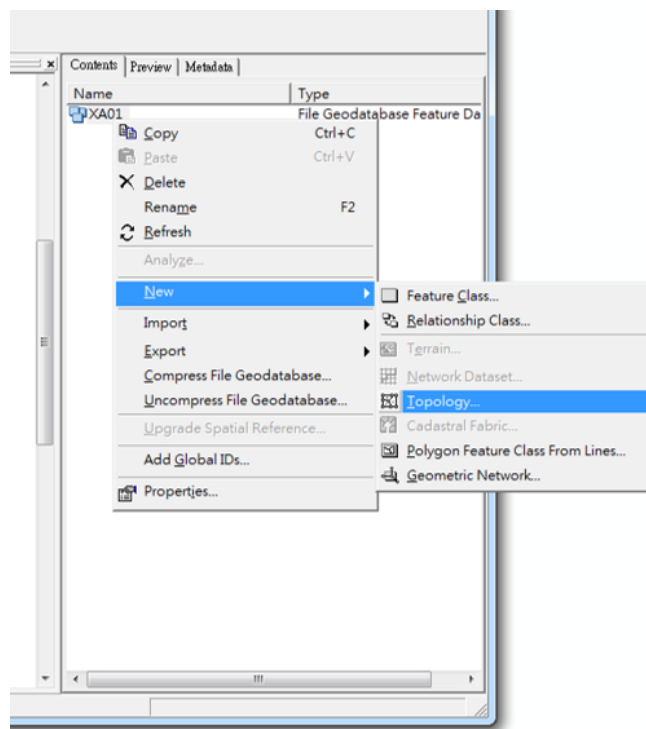 Contents Preview Metadata
Name Type
XA01 File Geodatabase Feature Da
Copy Ctrl+C
Paste Ctrl+V
Delete
Rename F2
Refresh
Analyze...
New
Import
Export
Compress File Geodatabase...
Uncompress File Geodatabase...
Upgrade Spatial Reference...
Add Global IDs...
Properties...
Feature Class...
Relationship Class...
Terrain...
Network Dataset...
Topology...
Cadastral Fabric...
Polygon Feature Class From Lines...
Geometric Network...